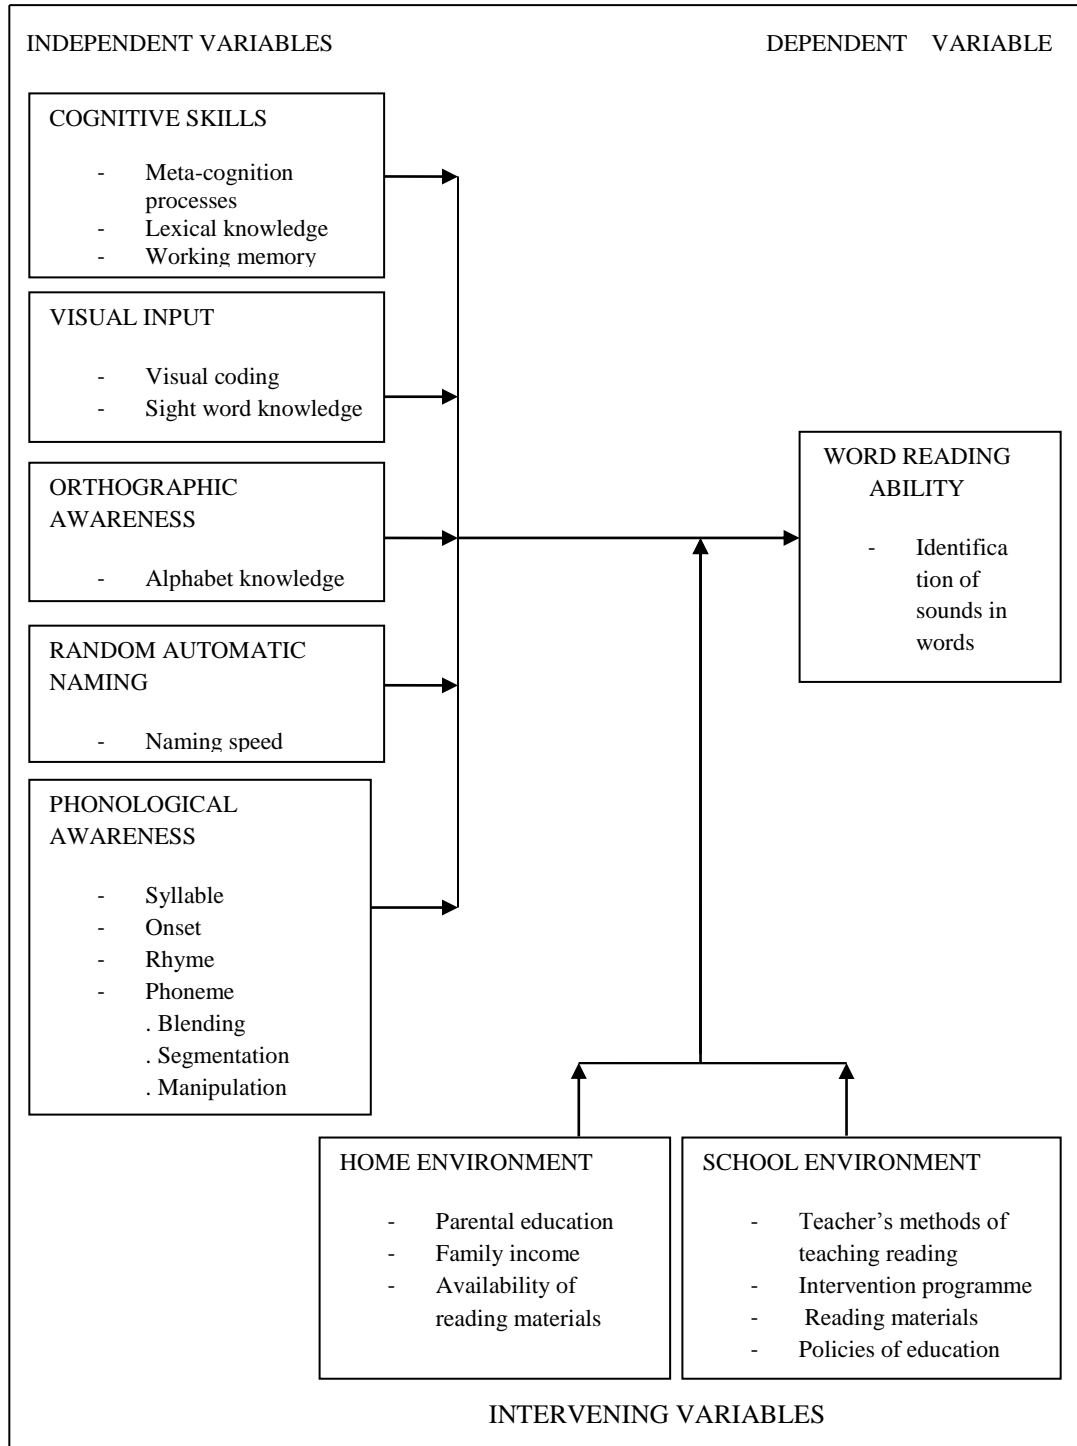 INDEPENDENT VARIABLES
DEPENDENT VARIABLE
COGNITIVE SKILLS
- Meta-cognition
processes
- Lexical knowledge
- Working memory
VISUAL INPUT
- Visual coding
- Sight word knowledge
ORTHOGRAPHIC
AWARENESS
- Alphabet knowledge
RANDOM AUTOMATIC
NAMING
- Naming speed
PHONOLOGICAL
AWARENESS
- Syllable
- Onset
- Rhyme
- Phoneme
. Blending
. Segmentation
. Manipulation
WORD READING
ABILITY
- Identifica
tion of
sounds in
words
HOME ENVIRONMENT
- Parental education
- Family income
- Availability of
reading materials
SCHOOL ENVIRONMENT
- Teacher’s methods of
teaching reading
- Intervention programme
- Reading materials
- Policies of education
INTERVENING VARIABLES